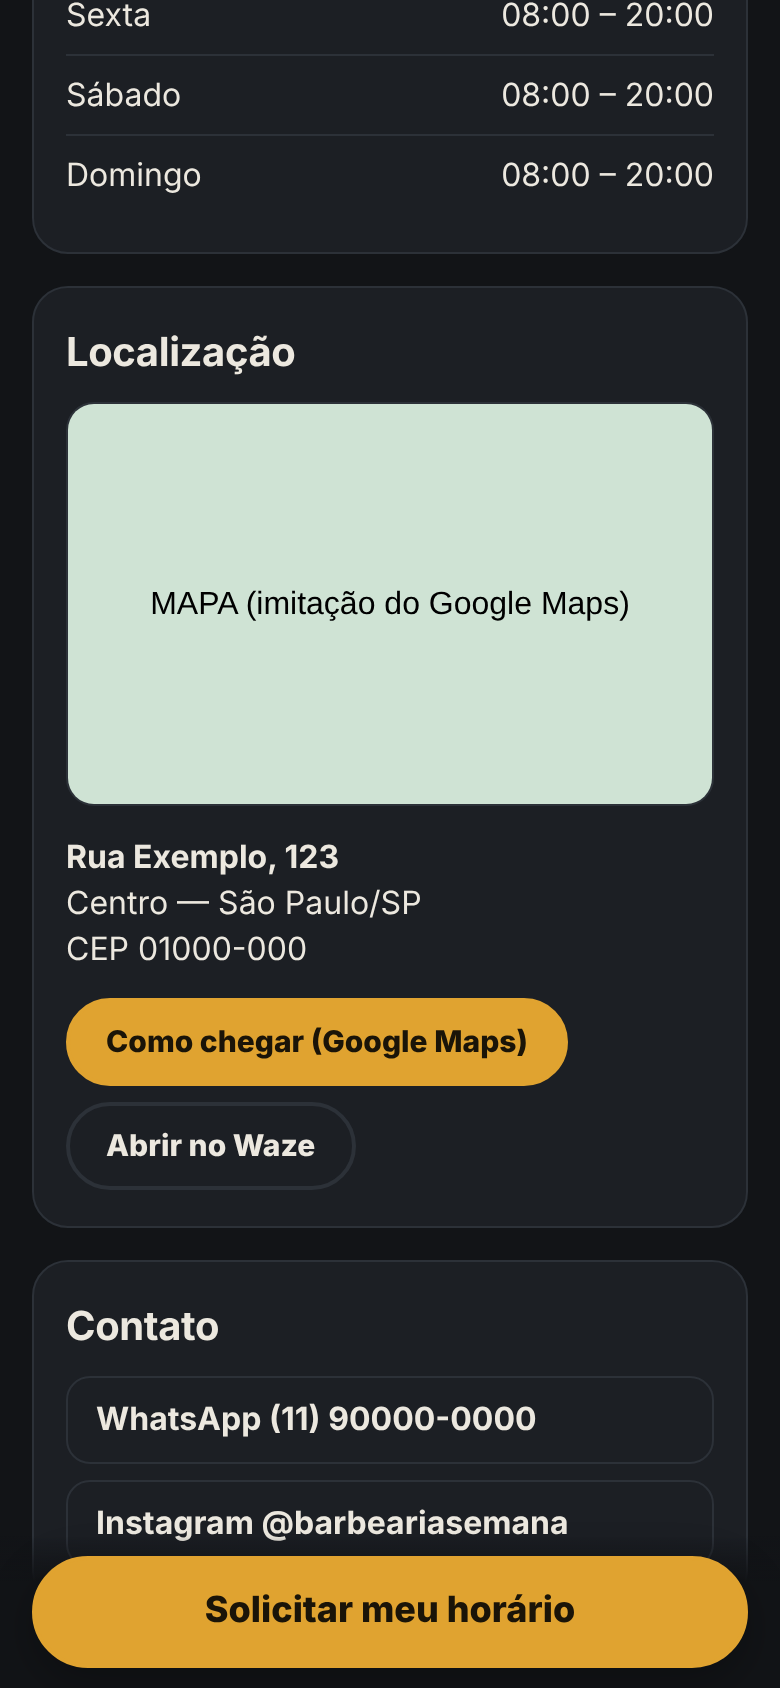 Sexta 08:00 – 20:00
Sábado 08:00 – 20:00
Domingo 08:00 – 20:00
Localização
MAPA (imitação do Google Maps)
Rua Exemplo, 123
Centro — São Paulo/SP
CEP 01000-000
Como chegar (Google Maps)
Abrir no Waze
Contato
WhatsApp (11) 90000-0000
Instagram @barbeariasemana
Solicitar meu horário